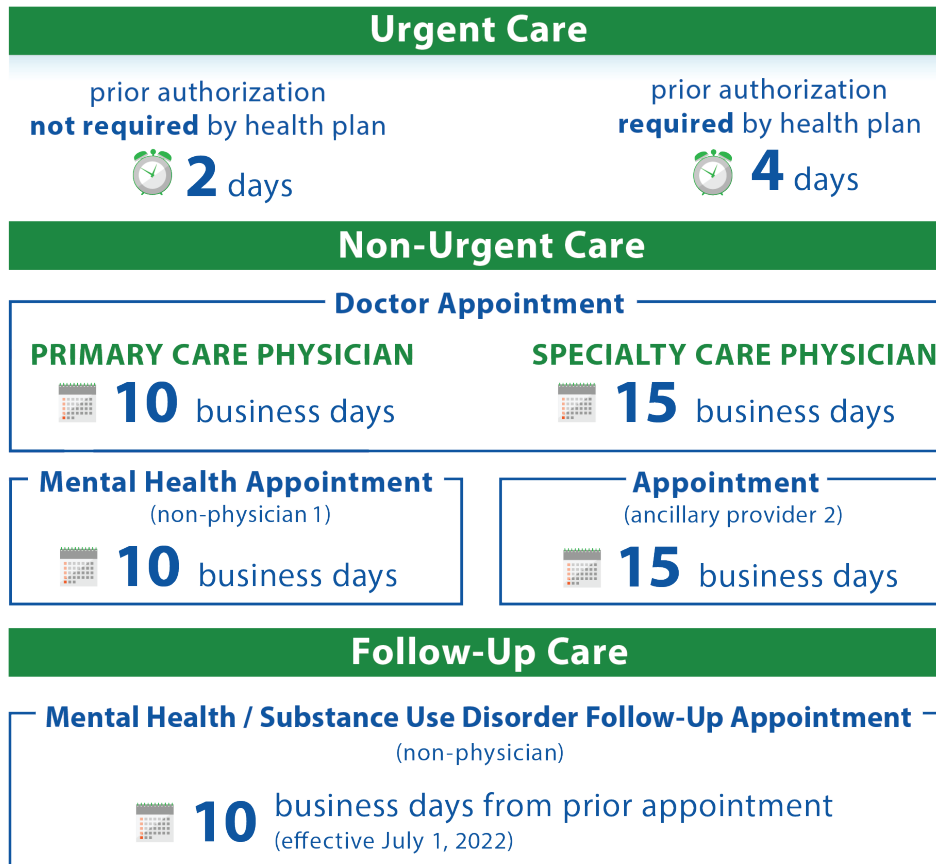 Urgent Care
prior authorization
not required by health plan
2 days
prior authorization
required by health plan
4 days
Non-Urgent Care
Doctor Appointment
PRIMARY CARE PHYSICIAN
10 business days
SPECIALTY CARE PHYSICIAN
15 business days
Mental Health Appointment
(non-physician 1)
10 business days
Appointment
(ancillary provider 2)
15 business days
Follow-Up Care
Mental Health / Substance Use Disorder Follow-Up Appointment
(non-physician)
10 business days from prior appointment
(effective July 1, 2022)